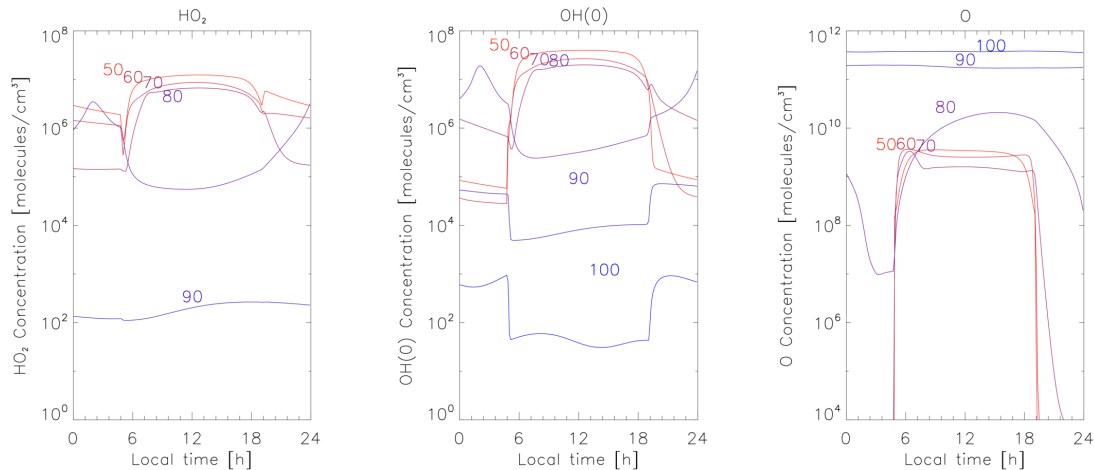 HO₂
HO₂ Concentration [molecules/cm³]
10⁸
10⁶
10⁴
10²
10⁰
50
60
70
80
90
0 6 12 18 24
Local time [h]
OH(0)
OH(0) Concentration [molecules/cm³]
10⁸
10⁶
10⁴
10²
10⁰
50
60
70
80
90
100
0 6 12 18 24
Local time [h]
O
O Concentration [molecules/cm³]
10¹²
10¹⁰
10⁸
10⁶
10⁴
100
90
80
50
60
70
0 6 12 18 24
Local time [h]